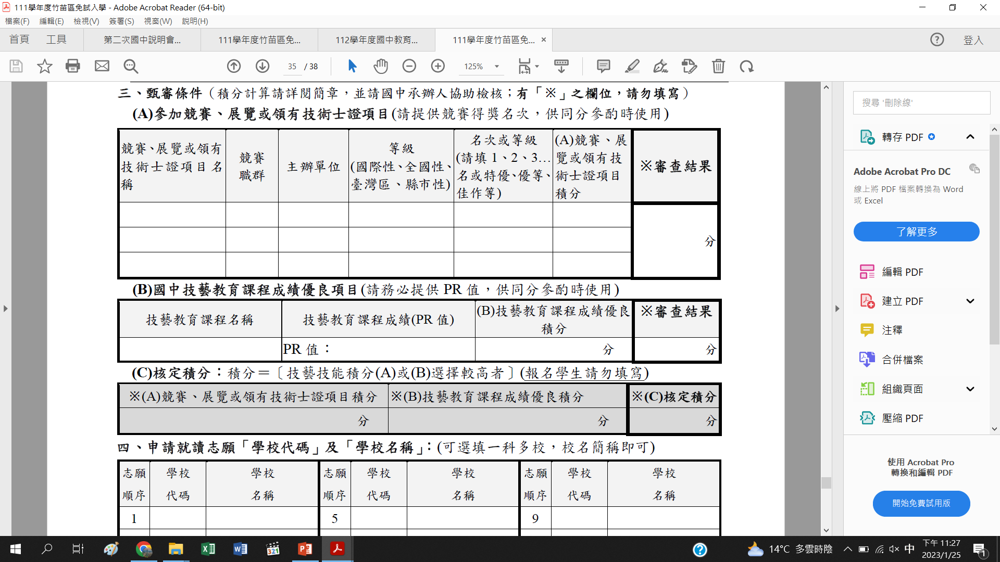 111學年度竹苗區免試入學 - Adobe Acrobat Reader (64-bit)
檔案(F) 編輯(E) 檢視(V) 簽署(S) 視窗(W) 說明(H)
首頁 工具 第二次國中說明會... 111學年度竹苗區免... 112學年度國中教育... 111學年度竹苗區免... × 登入
35 / 38 125%
三、甄審條件（積分計算請詳閱簡章，並請國中承辦人協助檢核；有「※」之欄位，請勿填寫）
(A)參加競賽、展覽或領有技術士證項目(請提供競賽得獎名次，供同分參酌時使用)
競賽、展覽或領有
技術士證項目名
稱
競賽
職群
主辦單位
等級
(國際性、全國性、
臺灣區、縣市性)
名次或等級
(請填 1、2、3…
名或特優、優等、
佳作等)
(A)競賽、展
覽或領有技
術士證項目
積分
※審查結果
分
(B)國中技藝教育課程成績優良項目(請務必提供 PR 值，供同分參酌時使用)
技藝教育課程名稱
技藝教育課程成績(PR 值)
(B)技藝教育課程成績優良
積分
※審查結果
PR 值：
分
分
(C)核定積分：積分＝〔技藝技能積分(A)或(B)選擇較高者〕(報名學生請勿填寫)
※(A)競賽、展覽或領有技術士證項目積分 ※(B)技藝教育課程成績優良積分 ※(C)核定積分
分 分 分
四、申請就讀志願「學校代碼」及「學校名稱」：(可選填一科多校，校名簡稱即可)
志願 學校 學校 志願 學校 學校 志願 學校 學校
順序 代碼 名稱 順序 代碼 名稱 順序 代碼 名稱
1 5 9
搜尋 '刪除線'
轉存 PDF
Adobe Acrobat Pro DC
線上將 PDF 檔案轉換為 Word
或 Excel
了解更多
編輯 PDF
建立 PDF
注釋
合併檔案
組織頁面
壓縮 PDF
使用 Acrobat Pro
轉換和編輯 PDF
開始免費試用版
321
14°C 多雲時陰
中
下午 11:27
2023/1/25
1